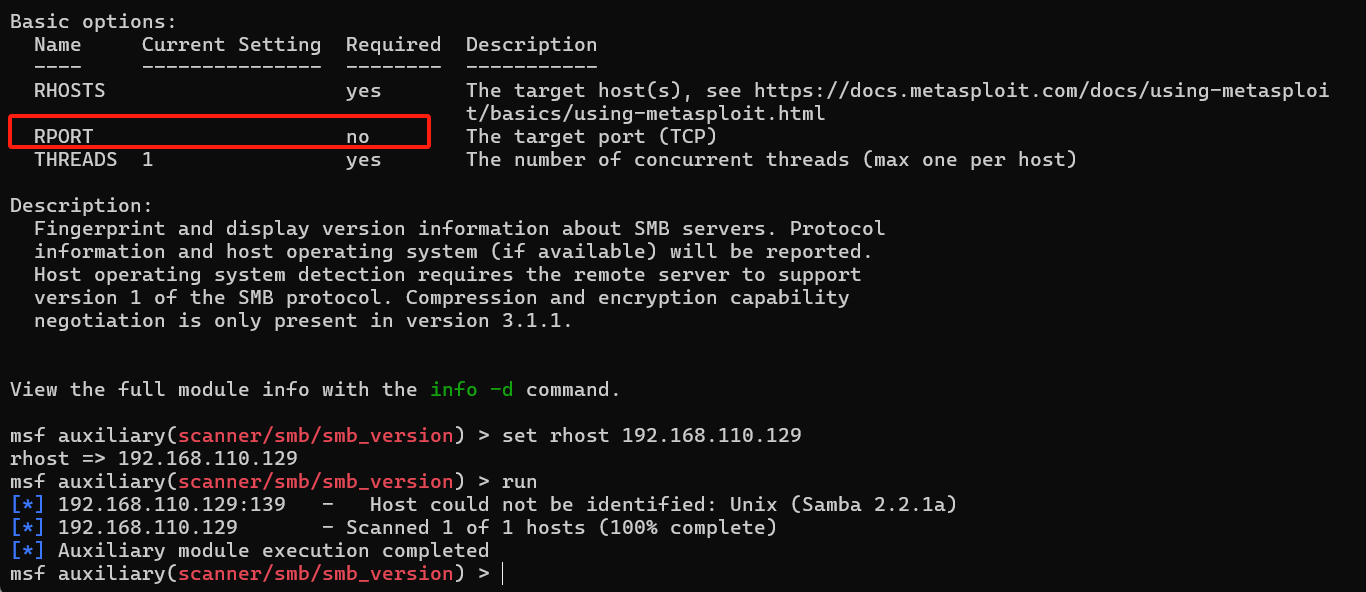 Basic options:
  Name     Current Setting  Required  Description
  ----     ---------------  --------  -----------
  RHOSTS                    yes       The target host(s), see https://docs.metasploit.com/docs/using-metasploi
                                      t/basics/using-metasploit.html
  RPORT                     no        The target port (TCP)
  THREADS  1                yes       The number of concurrent threads (max one per host)

Description:
  Fingerprint and display version information about SMB servers. Protocol
  information and host operating system (if available) will be reported.
  Host operating system detection requires the remote server to support
  version 1 of the SMB protocol. Compression and encryption capability
  negotiation is only present in version 3.1.1.


View the full module info with the info -d command.

msf auxiliary(scanner/smb/smb_version) > set rhost 192.168.110.129
rhost => 192.168.110.129
msf auxiliary(scanner/smb/smb_version) > run
[*] 192.168.110.129:139   -   Host could not be identified: Unix (Samba 2.2.1a)
[*] 192.168.110.129       - Scanned 1 of 1 hosts (100% complete)
[*] Auxiliary module execution completed
msf auxiliary(scanner/smb/smb_version) >